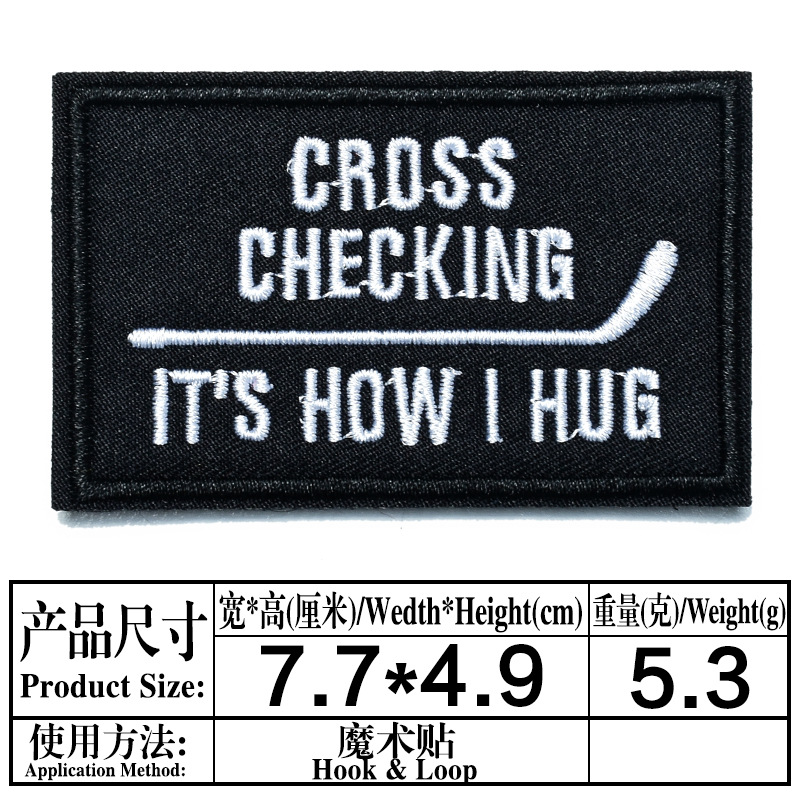 CROSS
CHECKING
IT'S HOW I HUG
产品尺寸
Product Size:
宽*高(厘米)/Wedth*Height(cm)
重量(克)/Weight(g)
7.7*4.9
5.3
使用方法:
Application Method:
魔术贴
Hook & Loop